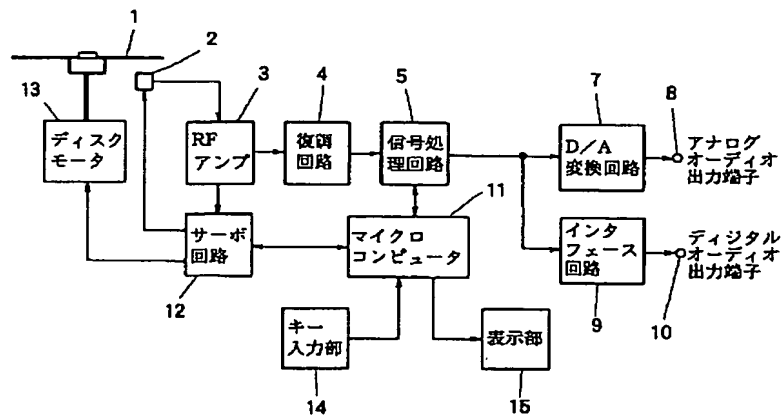 1
2
3
4
5
7
8
13
ディスク
モータ
RF
アンプ
復調
回路
信号処
理回路
D/A
変換回路
アナログ
オーディオ
出力端子
11
サーボ
回路
マイクロ
コンピュータ
インタ
フェース
回路
ディジタル
オーディオ
出力端子
12
9
10
キー
入力部
表示部
14
15